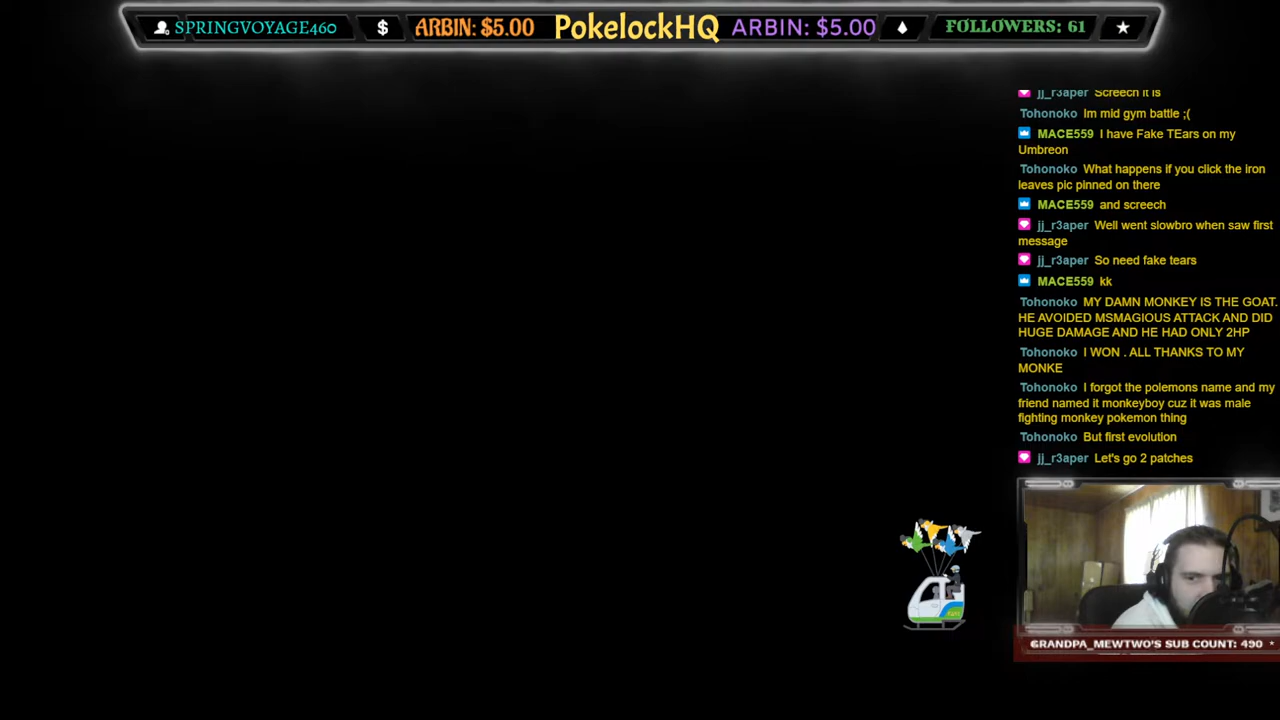 SPRINGVOYAGE460 $ ARBIN: $5.00 PokelockHQ ARBIN: $5.00 FOLLOWERS: 61
jj_r3aper Screech it is
Tohonoko Im mid gym battle ;(
MACE559 I have Fake TEars on my
Umbreon
Tohonoko What happens if you click the iron
leaves pic pinned on there
MACE559 and screech
jj_r3aper Well went slowbro when saw first
message
jj_r3aper So need fake tears
MACE559 kk
Tohonoko MY DAMN MONKEY IS THE GOAT.
HE AVOIDED MSMAGIOUS ATTACK AND DID
HUGE DAMAGE AND HE HAD ONLY 2HP
Tohonoko I WON . ALL THANKS TO MY
MONKE
Tohonoko I forgot the polemons name and my
friend named it monkeyboy cuz it was male
fighting monkey pokemon thing
Tohonoko But first evolution
jj_r3aper Let's go 2 patches
GRANDPA_MEWTWO'S SUB COUNT: 490 *